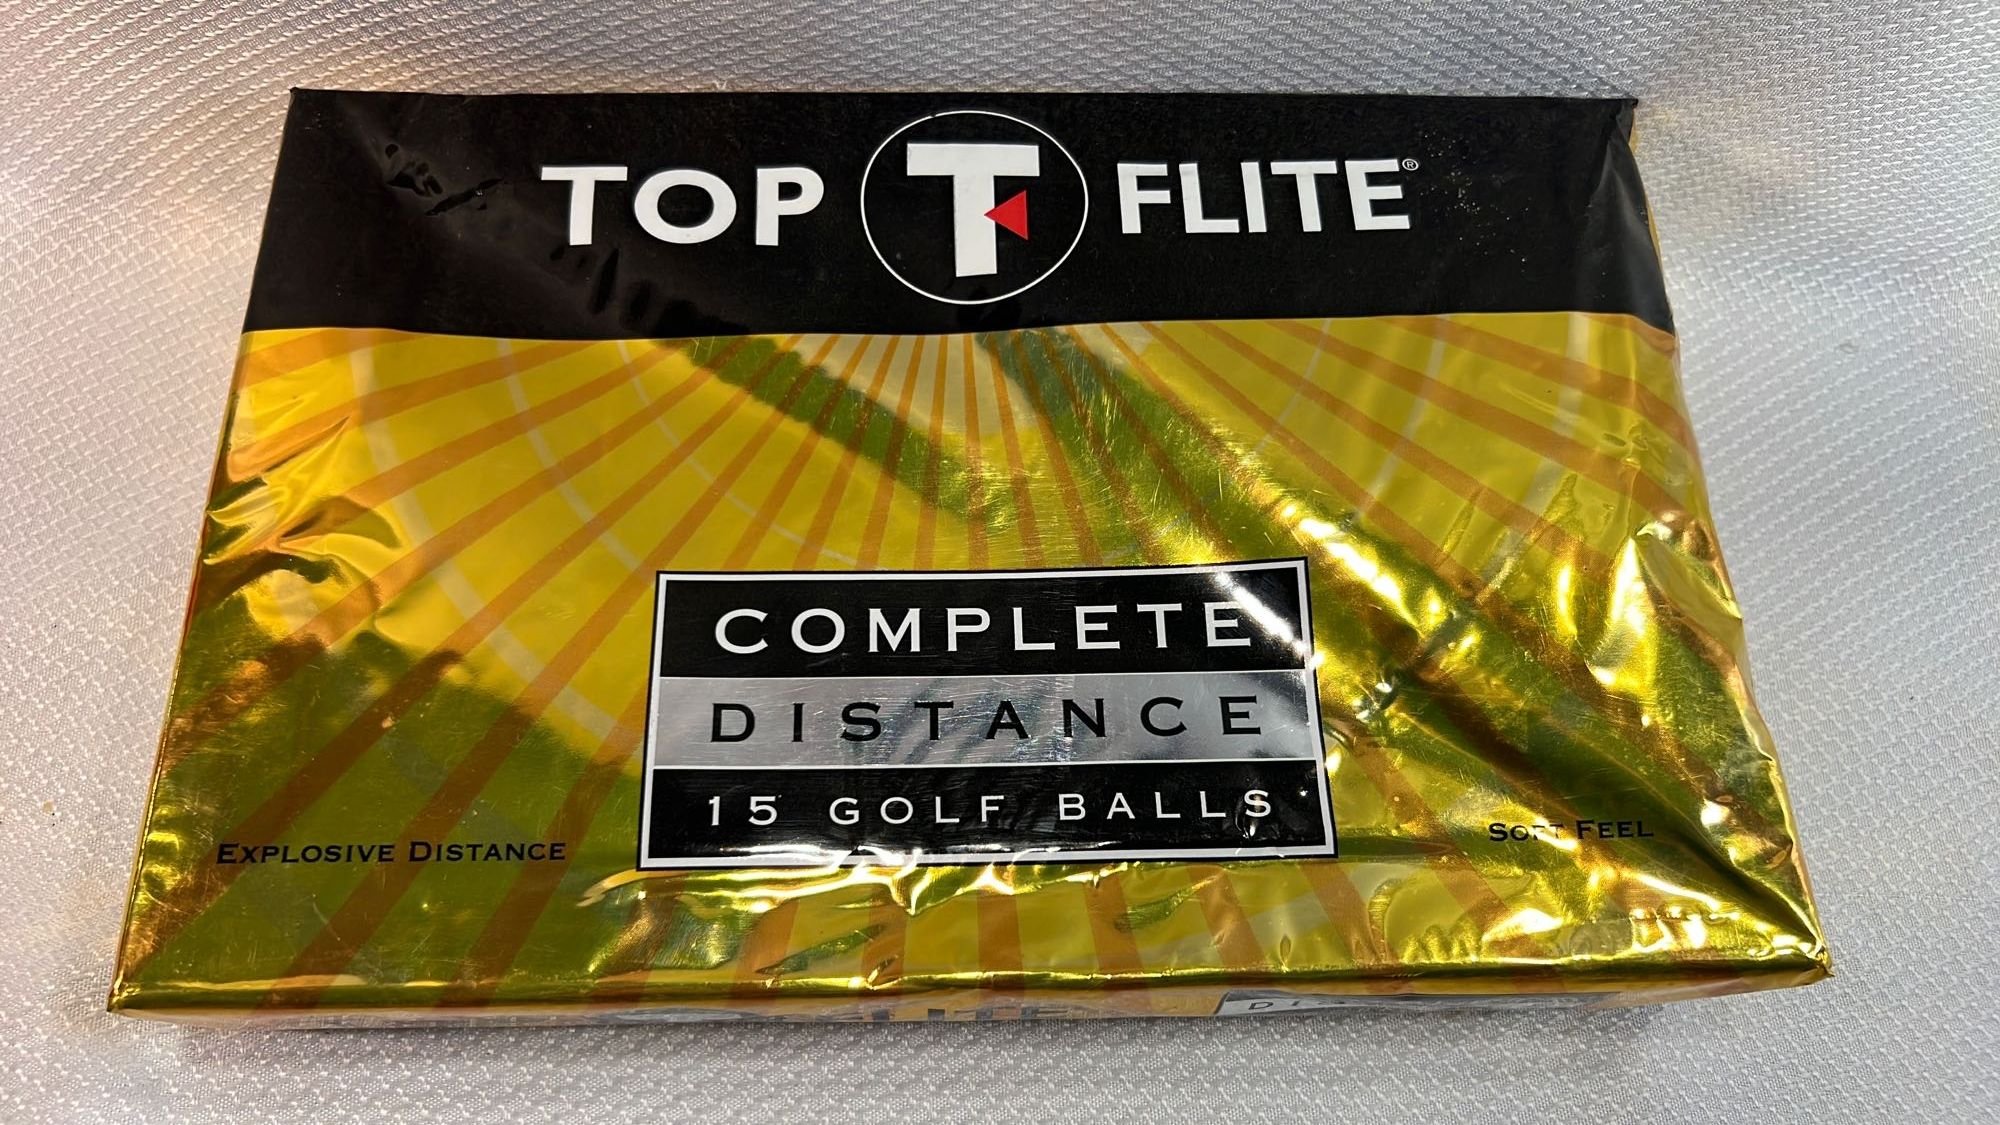 TOP T FLITE®
COMPLETE
DISTANCE
15 GOLF BALLS
EXPLOSIVE DISTANCE
SOFT FEEL